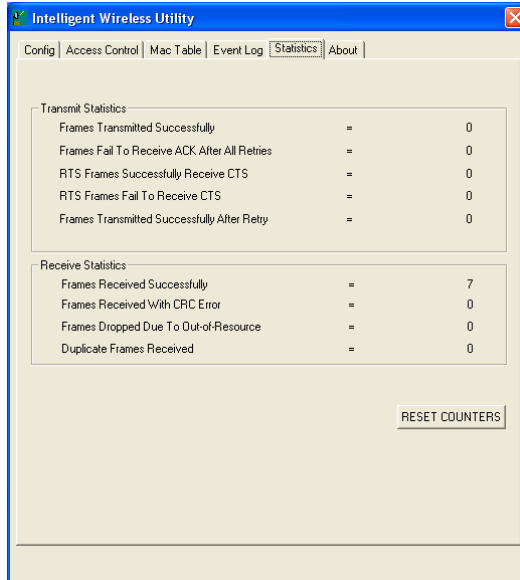 Intelligent Wireless Utility
Config Access Control Mac Table Event Log Statistics About
Transmit Statistics
Frames Transmitted Successfully = 0
Frames Fail To Receive ACK After All Retries = 0
RTS Frames Successfully Receive CTS = 0
RTS Frames Fail To Receive CTS = 0
Frames Transmitted Successfully After Retry = 0
Receive Statistics
Frames Received Successfully = 7
Frames Received With CRC Error = 0
Frames Dropped Due To Out-of-Resource = 0
Duplicate Frames Received = 0
RESET COUNTERS